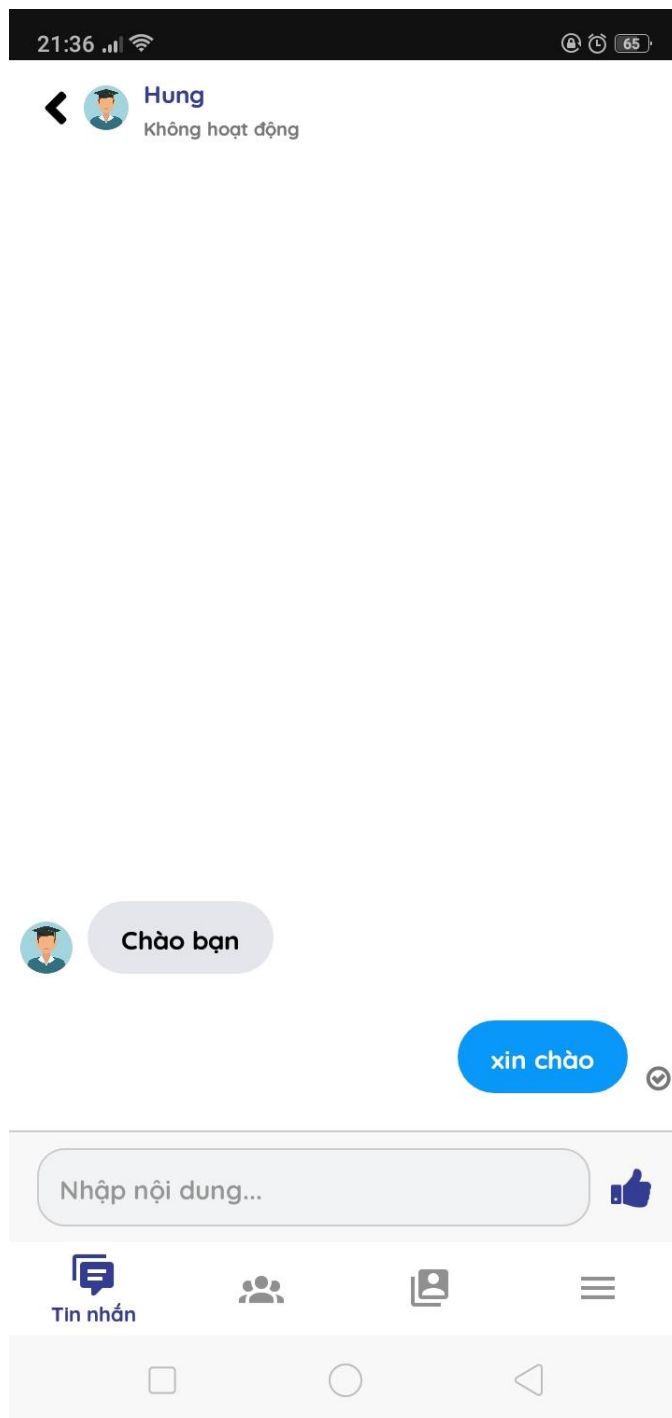 21:36
65
Hung
Không hoạt động
Chào bạn
xin chào
Nhập nội dung...
Tin nhắn